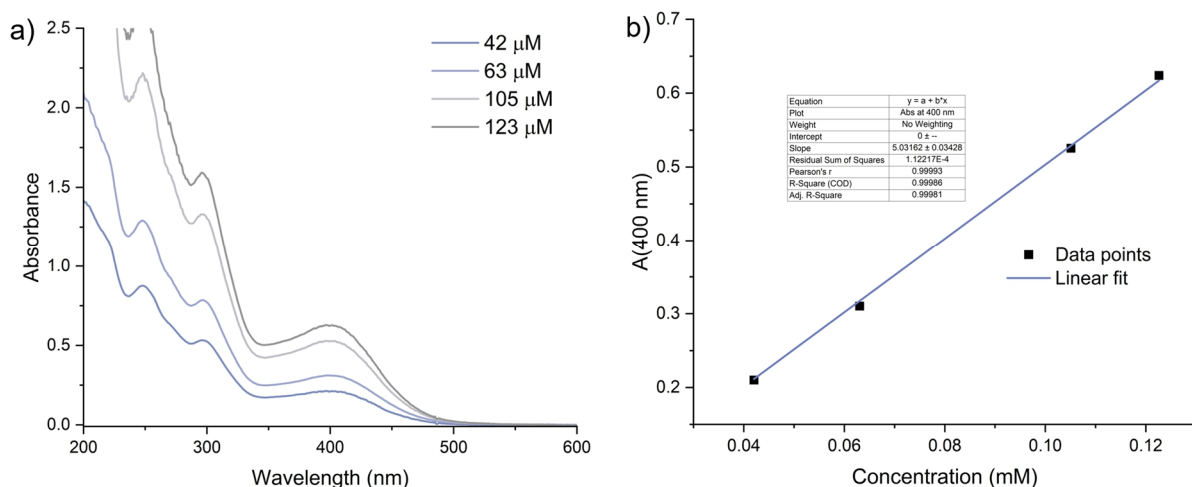 a)
2.5
2.0
1.5
1.0
0.5
0.0
200
300
400
500
600
Absorbance
Wavelength (nm)
42 μM
63 μM
105 μM
123 μM
b)
0.7
0.6
0.5
0.4
0.3
0.2
0.04
0.06
0.08
0.10
0.12
A(400 nm)
Concentration (mM)
Equation y = a + b*x
Plot Abs at 400 nm
Weight No Weighting
Intercept 0 ± --
Slope 5.03162 ± 0.03428
Residual Sum of Squares 1.12217E-4
Pearson's r 0.99993
R-Square (COD) 0.99986
Adj. R-Square 0.99981
Data points
Linear fit